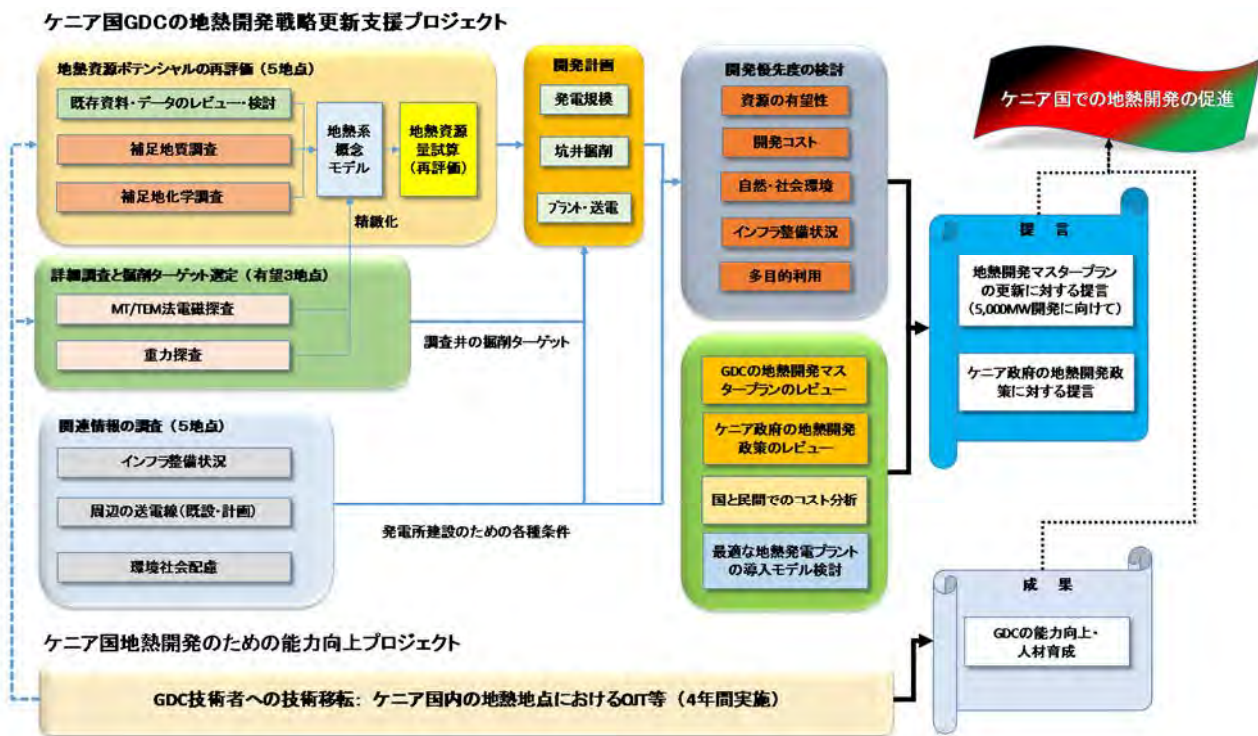 ケニア国GDCの地熱開発戦略更新支援プロジェクト
地熱資源ポテンシャルの再評価（5地点）
既存資料・データのレビュー・検討
補足地質調査
補足地化学調査
地熱系
概念
モデル
地熱資源
量試算
（再評価）
精緻化
詳細調査と掘削ターゲット選定（有望3地点）
MT/TEM法電磁探査
重力探査
調査井の掘削ターゲット
関連情報の調査（5地点）
インフラ整備状況
周辺の送電線（既設・計画）
環境社会配慮
発電所建設のための各種条件
開発計画
発電規模
坑井掘削
プラント・送電
開発優先度の検討
資源の有望性
開発コスト
自然・社会環境
インフラ整備状況
多目的利用
GDCの地熱開発マス
タープランのレビュー
ケニア政府の地熱開発
政策のレビュー
国と民間でのコスト分析
最適な地熱発電プラント
の導入モデル検討
ケニア国での地熱開発の促進
提　言
地熱開発マスタープラン
の更新に対する提言
（5,000MW開発に向けて）
ケニア政府の地熱開発政
策に対する提言
成　果
GDCの能力向上・
人材育成
ケニア国地熱開発のための能力向上プロジェクト
GDC技術者への技術移転： ケニア国内の地熱地点におけるOJT等 （4年間実施）